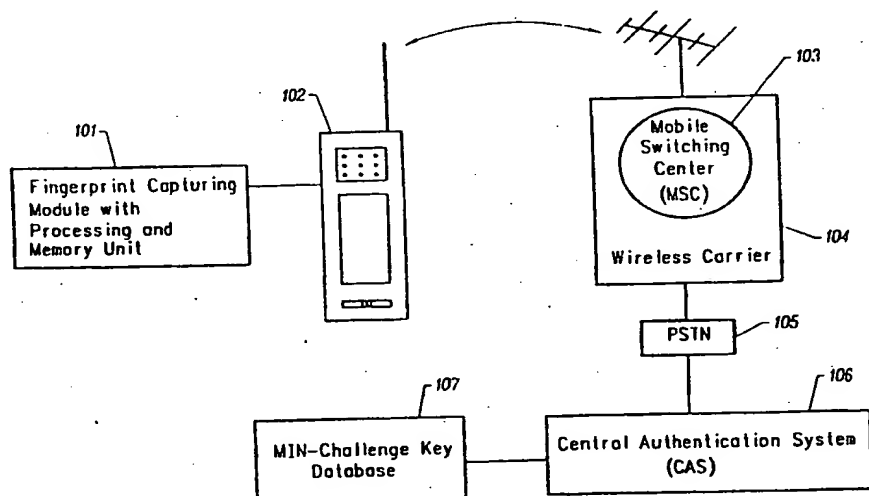 103
102
101
Mobile
Switching
Center
(MSC)
Fingerprint Capturing
Module with
Processing and
Memory Unit
104
Wireless Carrier
105
PSTN
107
106
MIN-Challenge Key
Database
Central Authentication System
(CAS)